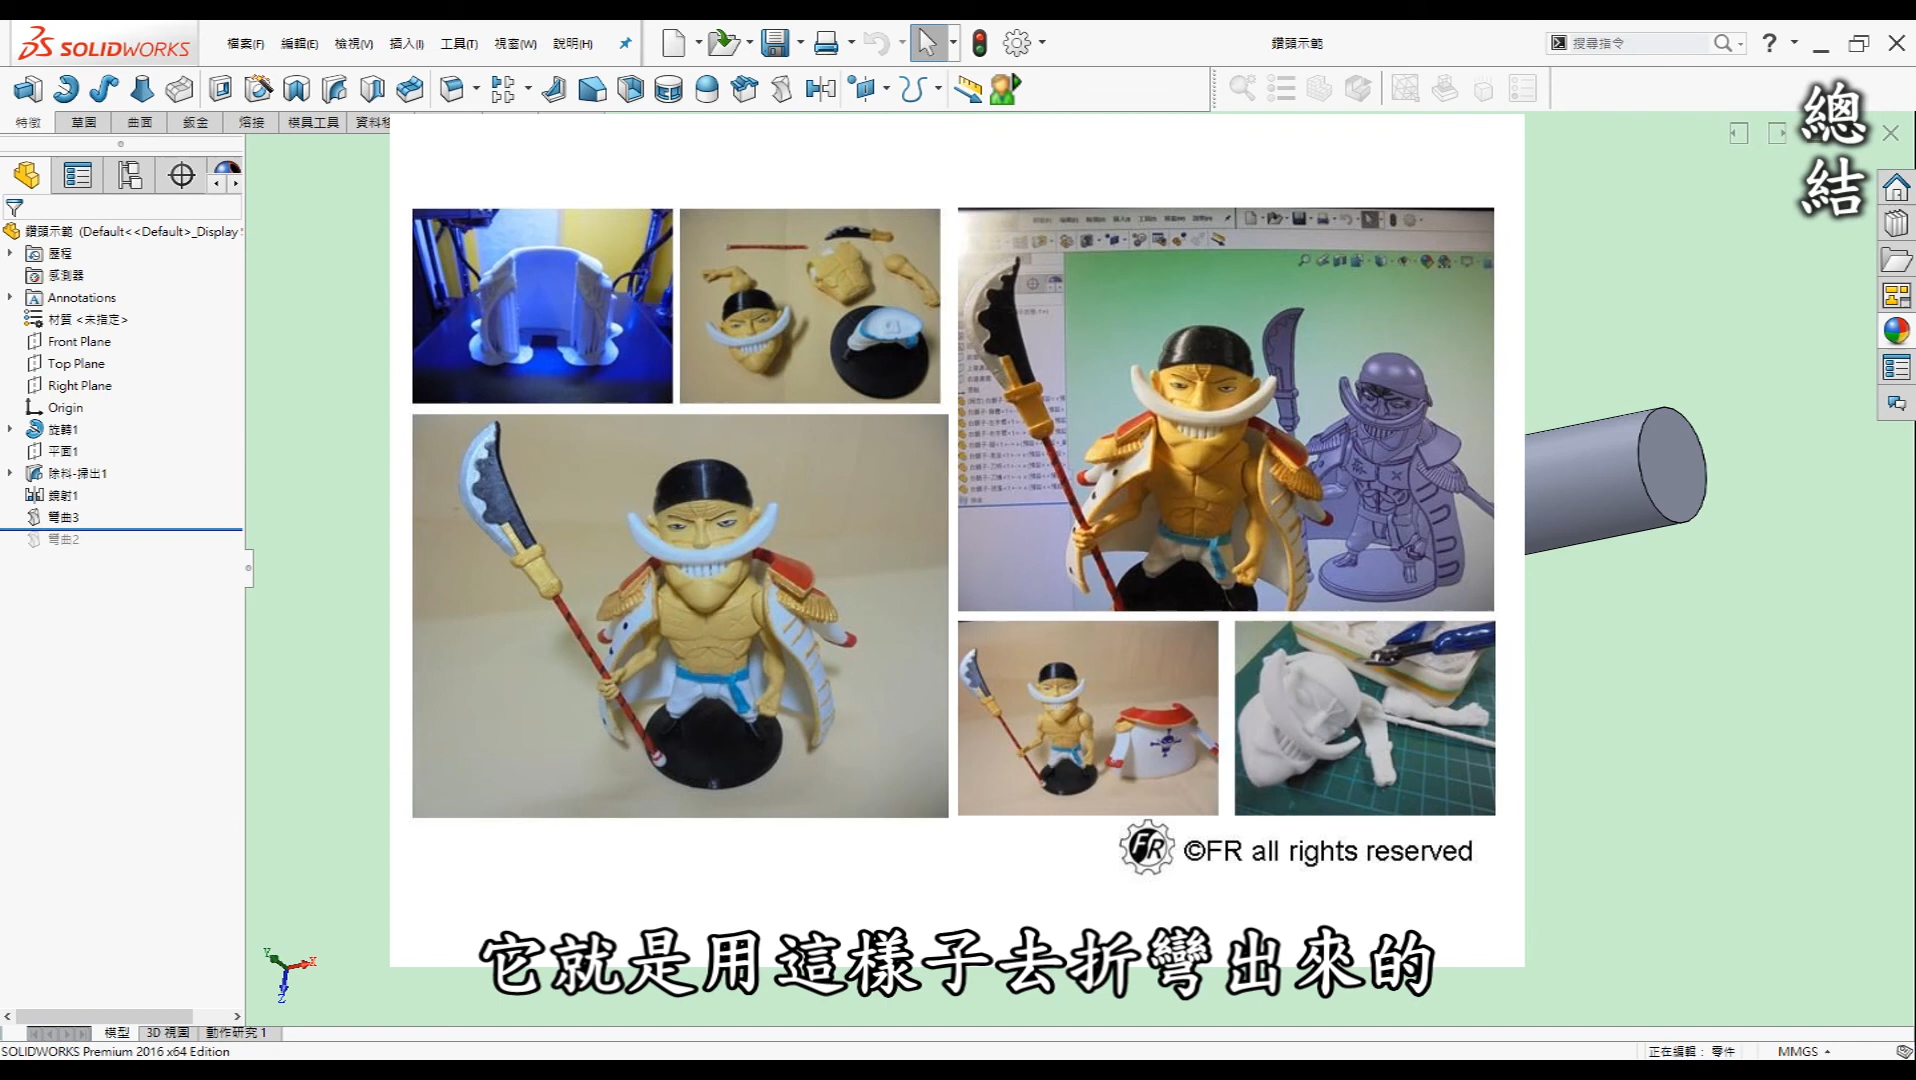 SOLIDWORKS
檔案(F) 編輯(E) 檢視(V) 插入(I) 工具(T) 視窗(W) 說明(H)
鑽頭示範
搜尋指令
?
總結
特徵 草圖 曲面 鈑金 熔接 模具工具 資料移
鑽頭示範 (Default<<Default>_Display
歷程
感測器
Annotations
材質 <未指定>
Front Plane
Top Plane
Right Plane
Origin
旋轉1
平面1
除料-掃出1
鏡射1
彎曲3
彎曲2
FR ©FR all rights reserved
它就是用這樣子去折彎出來的
Y X Z
模型 3D 視圖 動作研究 1
SOLIDWORKS Premium 2016 x64 Edition
正在編輯： 零件
MMGS